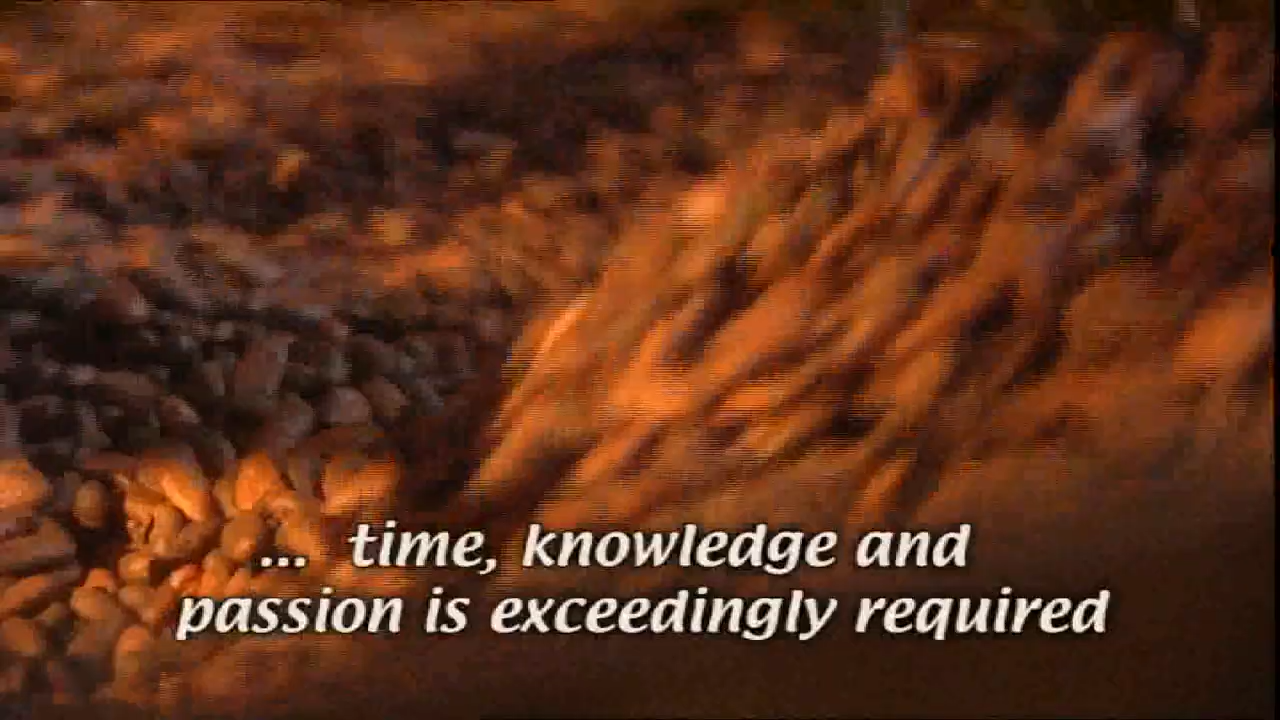 ... time, knowledge and
passion is exceedingly required